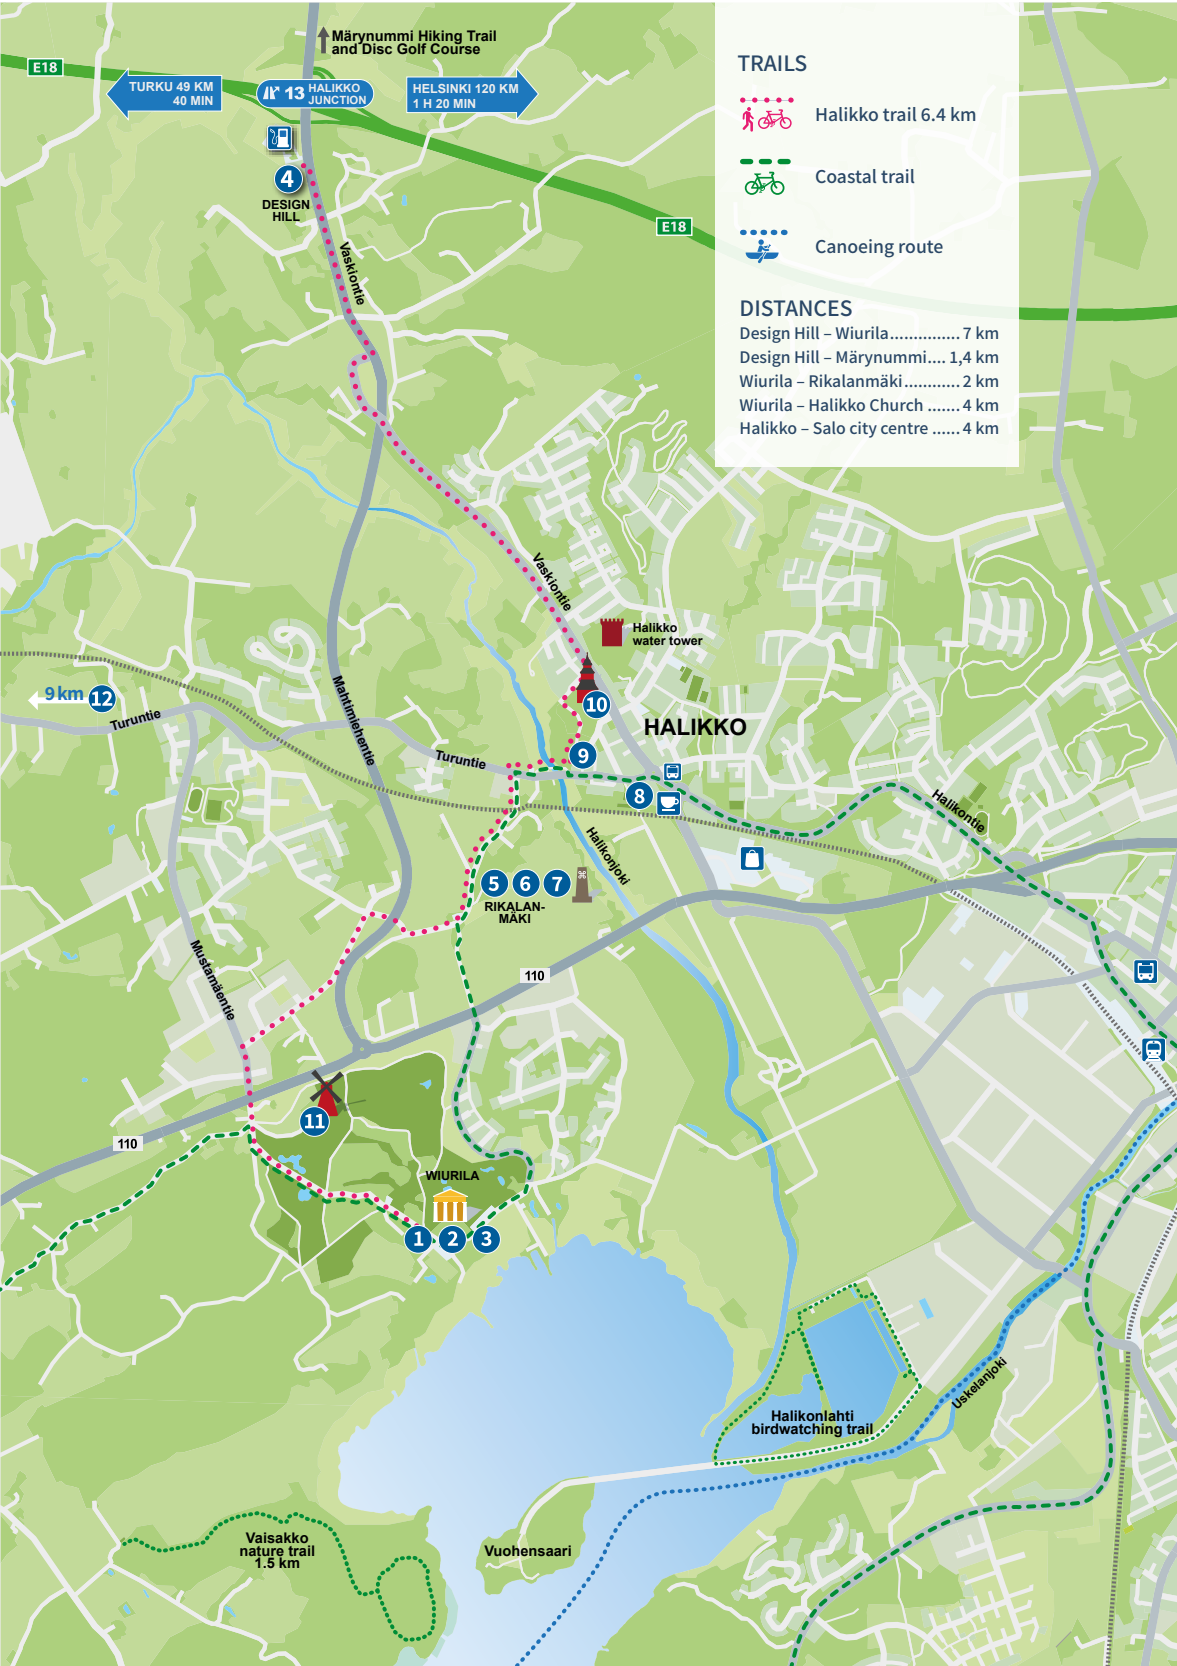 Märynummi Hiking Trail
and Disc Golf Course
E18
TURKU 49 KM
40 MIN
13 HALIKKO
JUNCTION
HELSINKI 120 KM
1 H 20 MIN
4
DESIGN
HILL
E18
Vaskiontie
TRAILS
Halikko trail 6.4 km
Coastal trail
Canoeing route
DISTANCES
Design Hill – Wiurila............... 7 km
Design Hill – Märynummi.... 1,4 km
Wiurila – Rikalanmäki............ 2 km
Wiurila – Halikko Church ....... 4 km
Halikko – Salo city centre ...... 4 km
Vaskiontie
Halikko
water tower
9 km 12
Turuntie
Mahtimiehentie
10
HALIKKO
Turuntie
9
8
Halikontie
Halikonjoki
5 6 7
RIKALAN-
MÄKI
Mustamäentie
110
11
110
WIURILA
1 2 3
Uskelanjoki
Halikonlahti
birdwatching trail
Vaisakko
nature trail
1.5 km
Vuohensaari